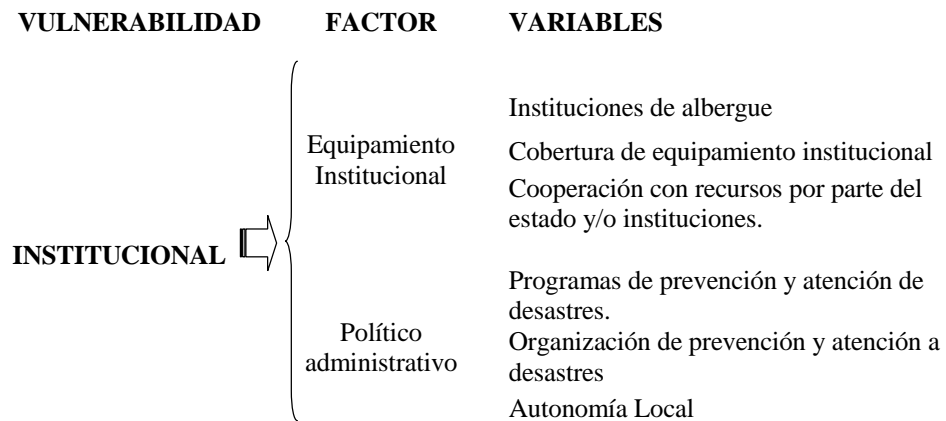 VULNERABILIDAD FACTOR VARIABLES
Instituciones de albergue
Equipamiento
Institucional
Cobertura de equipamiento institucional
Cooperación con recursos por parte del
estado y/o instituciones.
INSTITUCIONAL
Programas de prevención y atención de
desastres.
Político
administrativo
Organización de prevención y atención a
desastres
Autonomía Local